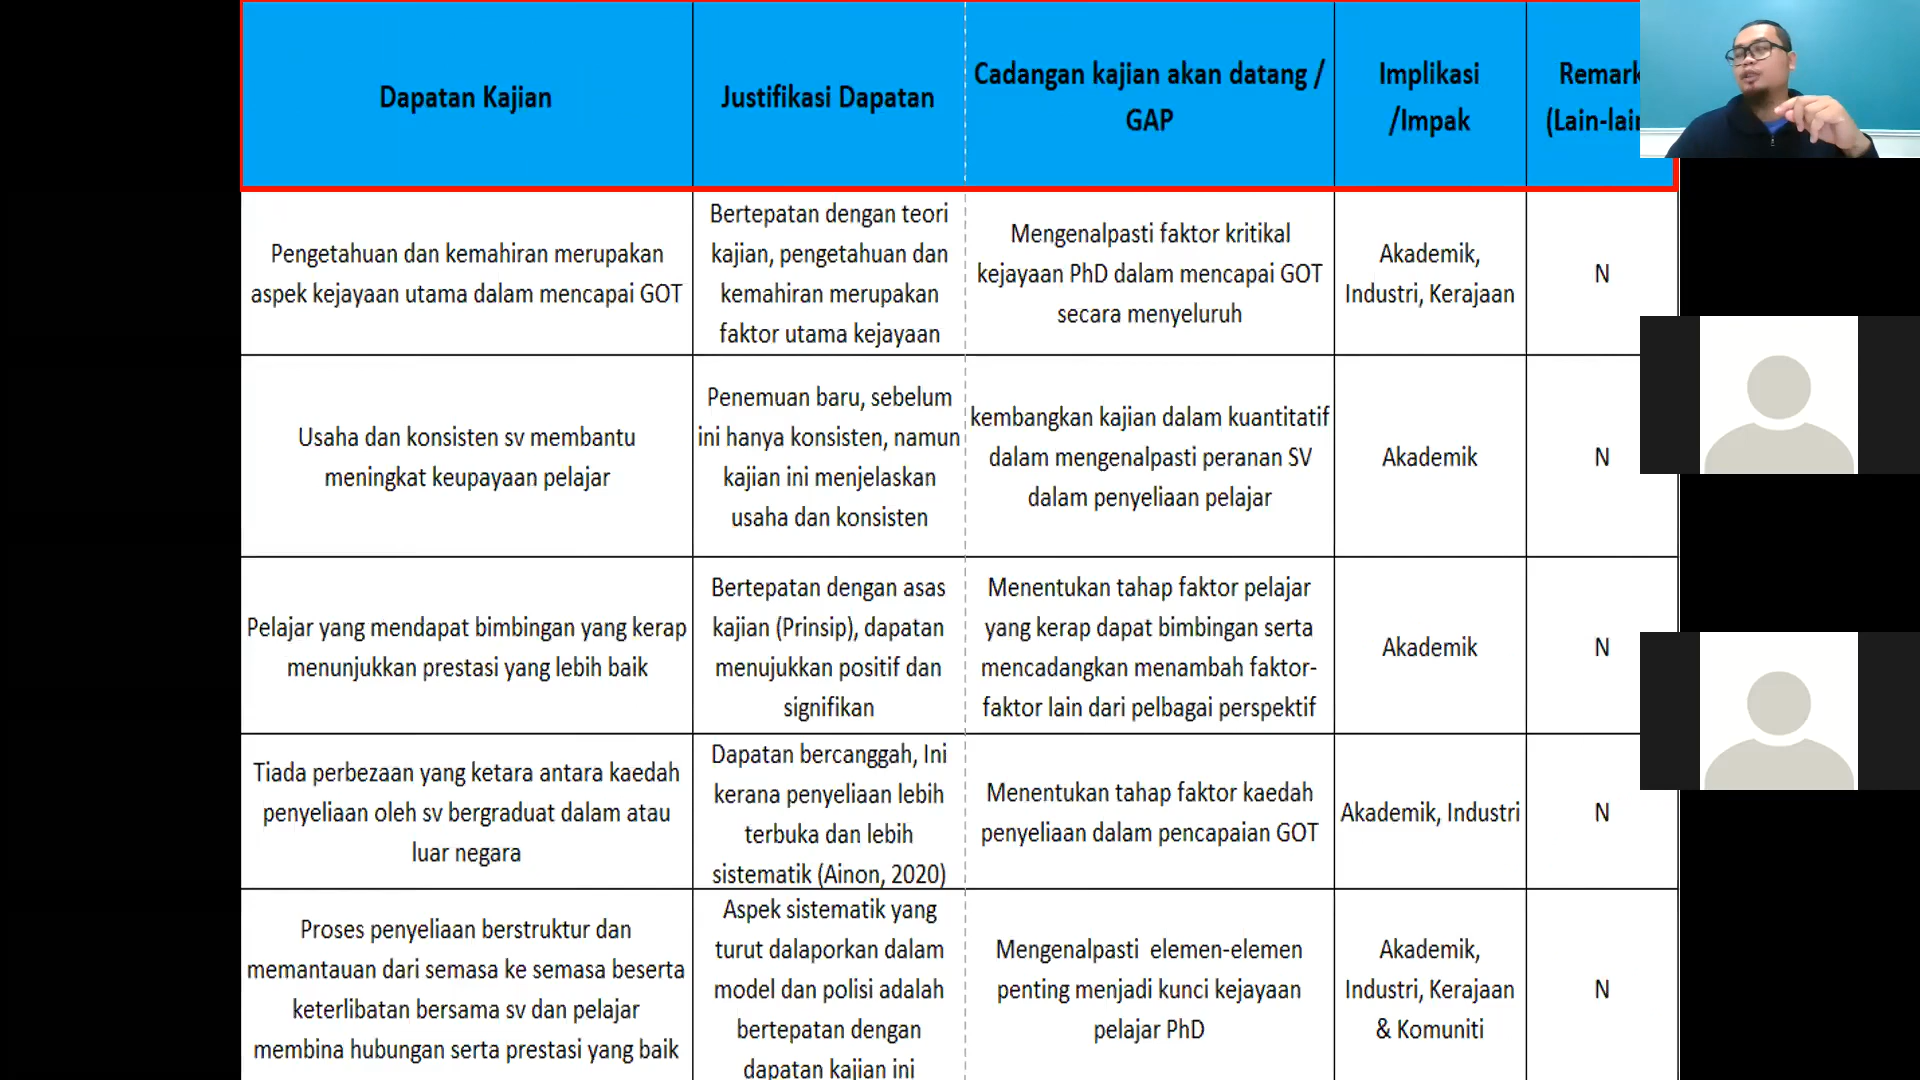 Dapatan Kajian
Justifikasi Dapatan
Cadangan kajian akan datang /
GAP
Implikasi
/Impak
Remark
(Lain-lain
Pengetahuan dan kemahiran merupakan
aspek kejayaan utama dalam mencapai GOT
Bertepatan dengan teori
kajian, pengetahuan dan
kemahiran merupakan
faktor utama kejayaan
Mengenalpasti faktor kritikal
kejayaan PhD dalam mencapai GOT
secara menyeluruh
Akademik,
Industri, Kerajaan
N
Usaha dan konsisten sv membantu
meningkat keupayaan pelajar
Penemuan baru, sebelum
ini hanya konsisten, namun
kajian ini menjelaskan
usaha dan konsisten
kembangkan kajian dalam kuantitatif
dalam mengenalpasti peranan SV
dalam penyeliaan pelajar
Akademik
N
Pelajar yang mendapat bimbingan yang kerap
menunjukkan prestasi yang lebih baik
Bertepatan dengan asas
kajian (Prinsip), dapatan
menujukkan positif dan
signifikan
Menentukan tahap faktor pelajar
yang kerap dapat bimbingan serta
mencadangkan menambah faktor-
faktor lain dari pelbagai perspektif
Akademik
N
Tiada perbezaan yang ketara antara kaedah
penyeliaan oleh sv bergraduat dalam atau
luar negara
Dapatan bercanggah, Ini
kerana penyeliaan lebih
terbuka dan lebih
sistematik (Ainon, 2020)
Menentukan tahap faktor kaedah
penyeliaan dalam pencapaian GOT
Akademik, Industri
N
Proses penyeliaan berstruktur dan
memantauan dari semasa ke semasa beserta
keterlibatan bersama sv dan pelajar
membina hubungan serta prestasi yang baik
Aspek sistematik yang
turut dalaporkan dalam
model dan polisi adalah
bertepatan dengan
dapatan kajian ini
Mengenalpasti elemen-elemen
penting menjadi kunci kejayaan
pelajar PhD
Akademik,
Industri, Kerajaan
& Komuniti
N